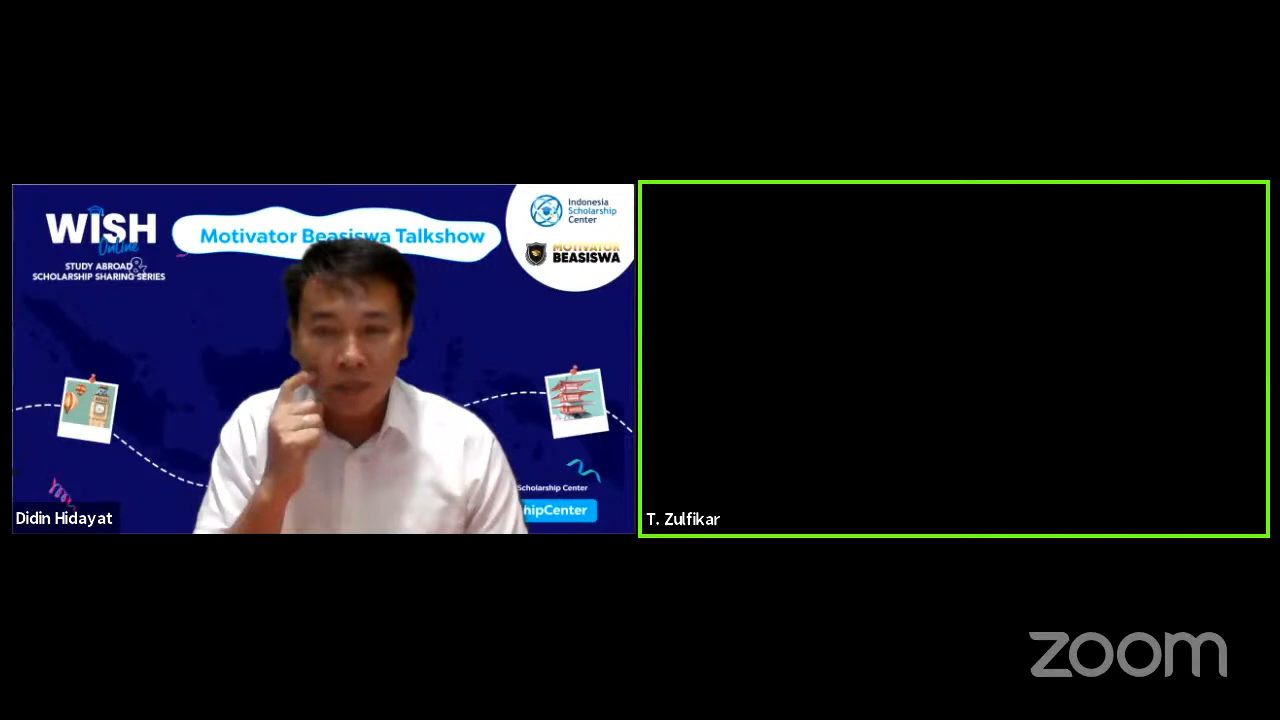 WISH
Online
STUDY ABROAD &
SCHOLARSHIP SHARING SERIES
Motivator Beasiswa Talkshow
Indonesia
Scholarship
Center
MOTIVATOR
BEASISWA
Scholarship Center
hipCenter
Didin Hidayat
T. Zulfikar
zoom